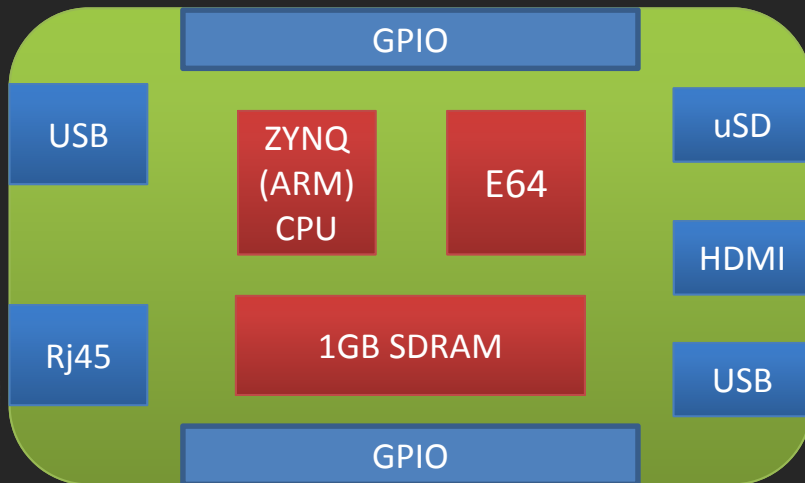 GPIO
USB
ZYNQ
(ARM)
CPU
E64
uSD
HDMI
Rj45
1GB SDRAM
USB
GPIO